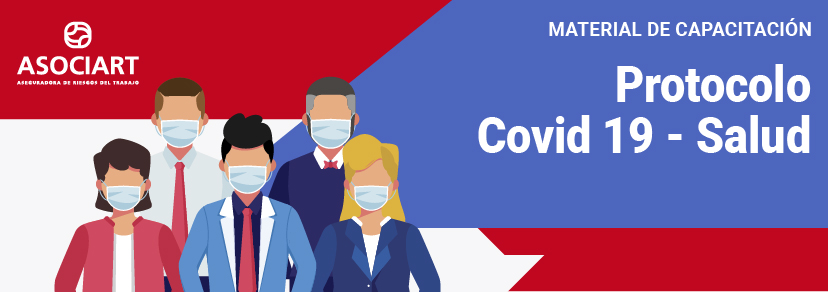 ASOCIART
ASEGURADORA DE RIESGOS DEL TRABAJO
MATERIAL DE CAPACITACIÓN
Protocolo
Covid 19 - Salud